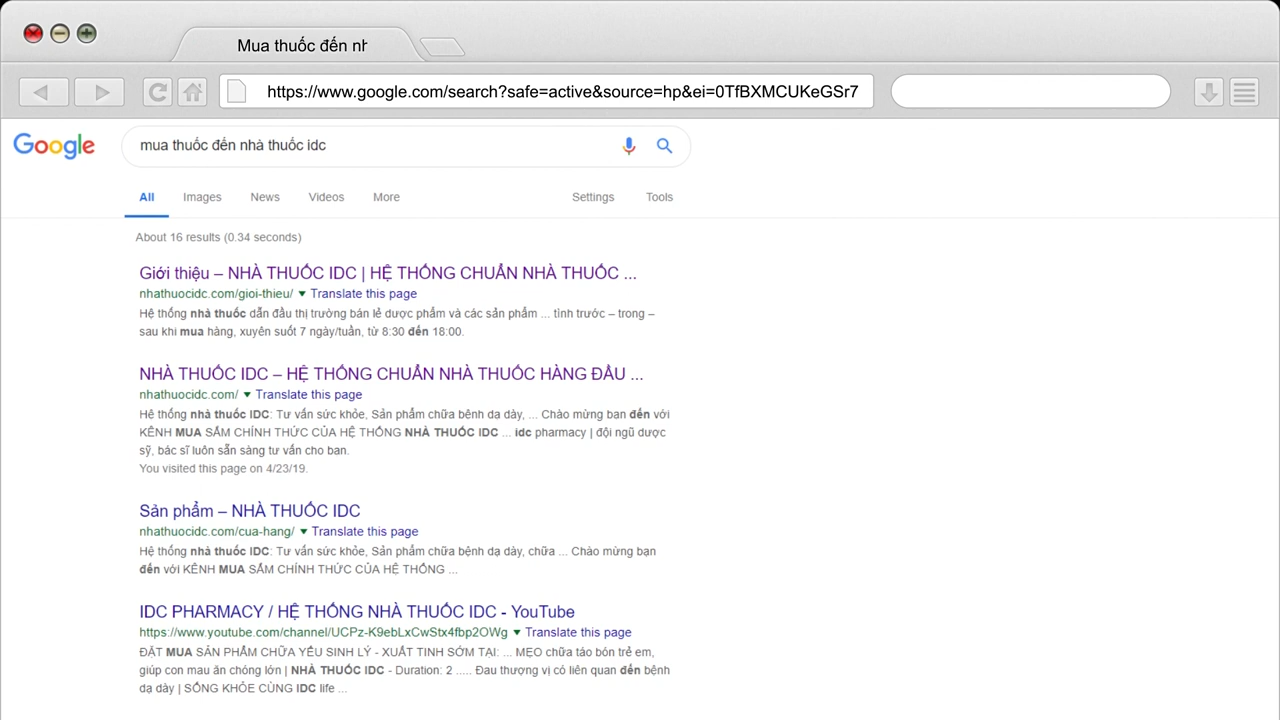 Mua thuốc đến nh
https://www.google.com/search?safe=active&source=hp&ei=0TfBXMCUKeGSr7
Google
mua thuốc đến nhà thuốc idc
All Images News Videos More Settings Tools
About 16 results (0.34 seconds)
Giới thiệu – NHÀ THUỐC IDC | HỆ THỐNG CHUẨN NHÀ THUỐC ...
nhathuocidc.com/gioi-thieu/ ▼ Translate this page
Hệ thống nhà thuốc dẫn đầu thị trường bán lẻ dược phẩm và các sản phẩm ... tình trước – trong –
sau khi mua hàng, xuyên suốt 7 ngày/tuần, từ 8:30 đến 18:00.
NHÀ THUỐC IDC – HỆ THỐNG CHUẨN NHÀ THUỐC HÀNG ĐẦU ...
nhathuocidc.com/ ▼ Translate this page
Hệ thống nhà thuốc IDC: Tư vấn sức khỏe, Sản phẩm chữa bệnh dạ dày, ... Chào mừng bạn đến với
KÊNH MUA SẮM CHÍNH THỨC CỦA HỆ THỐNG NHÀ THUỐC IDC ... idc pharmacy | đội ngũ dược
sỹ, bác sĩ luôn sẵn sàng tư vấn cho bạn.
You visited this page on 4/23/19.
Sản phẩm – NHÀ THUỐC IDC
nhathuocidc.com/cua-hang/ ▼ Translate this page
Hệ thống nhà thuốc IDC: Tư vấn sức khỏe, Sản phẩm chữa bệnh dạ dày, chữa ... Chào mừng bạn
đến với KÊNH MUA SẮM CHÍNH THỨC CỦA HỆ THỐNG ...
IDC PHARMACY / HỆ THỐNG NHÀ THUỐC IDC - YouTube
https://www.youtube.com/channel/UCPz-K9ebLxCwStx4fbp2OWg ▼ Translate this page
ĐẶT MUA SẢN PHẨM CHỮA YẾU SINH LÝ - XUẤT TINH SỚM TẠI: ... MẸO chữa táo bón trẻ em,
giúp con mau ăn chóng lớn | NHÀ THUỐC IDC - Duration: 2 ..... Đau thượng vị có liên quan đến bệnh
dạ dày | SỐNG KHỎE CÙNG IDC life ...